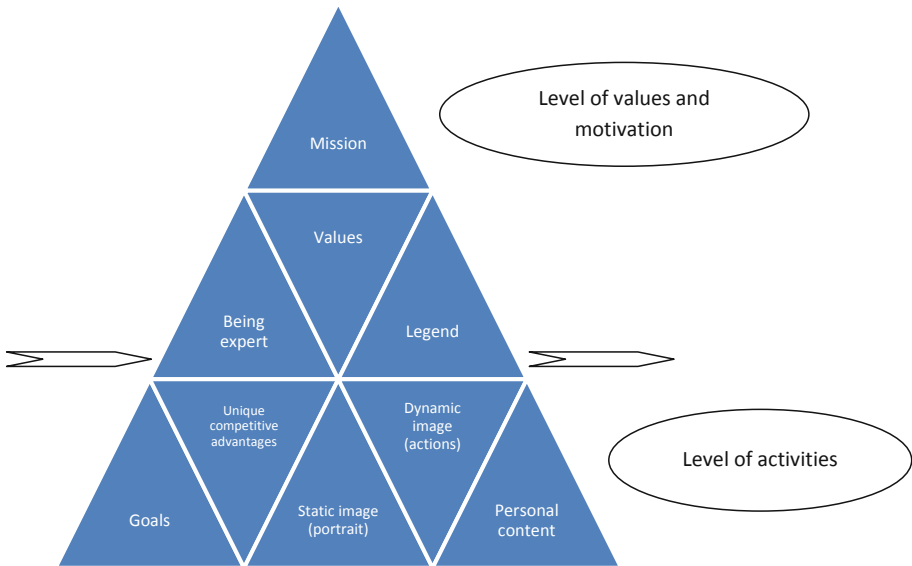 Level of values and
motivation
Mission
Values
Being
expert
Legend
Unique
competitive
advantages
Dynamic
image
(actions)
Level of activities
Goals
Static image
(portrait)
Personal
content